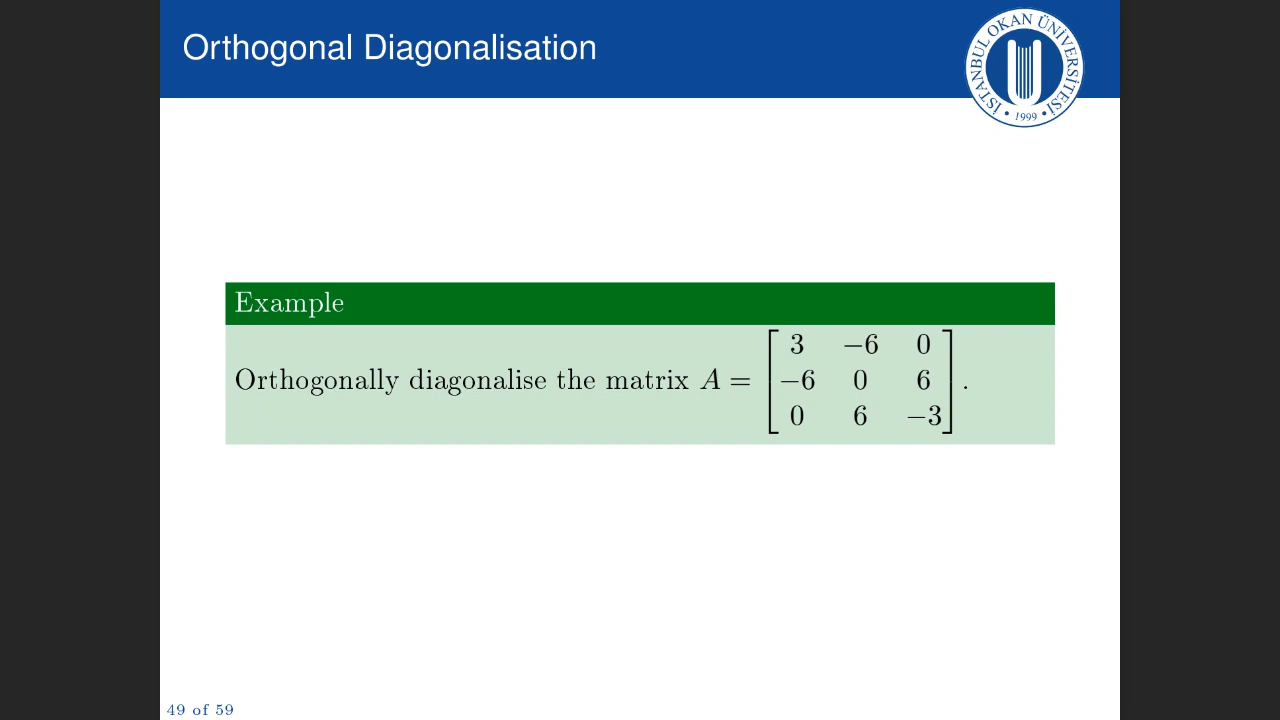 Orthogonal Diagonalisation
İSTANBUL OKAN ÜNİVERSİTESİ
• 1999 •
Example
Orthogonally diagonalise the matrix A = [3 −6 0
−6 0 6
0 6 −3].
49 of 59